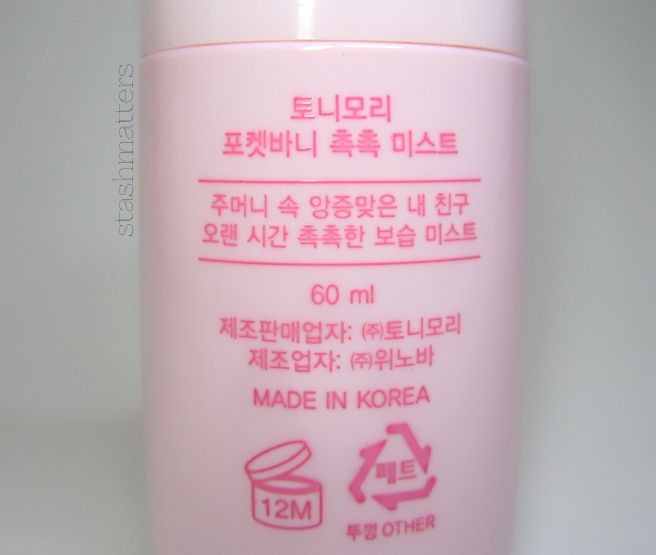 stashmatters
토니모리
포켓바니 촉촉 미스트
주머니 속 앙증맞은 내 친구
오랜 시간 촉촉한 보습 미스트
60 ml
제조판매업자: ㈜토니모리
제조업자: ㈜위노바
MADE IN KOREA
12M
페트
뚜껑 OTHER